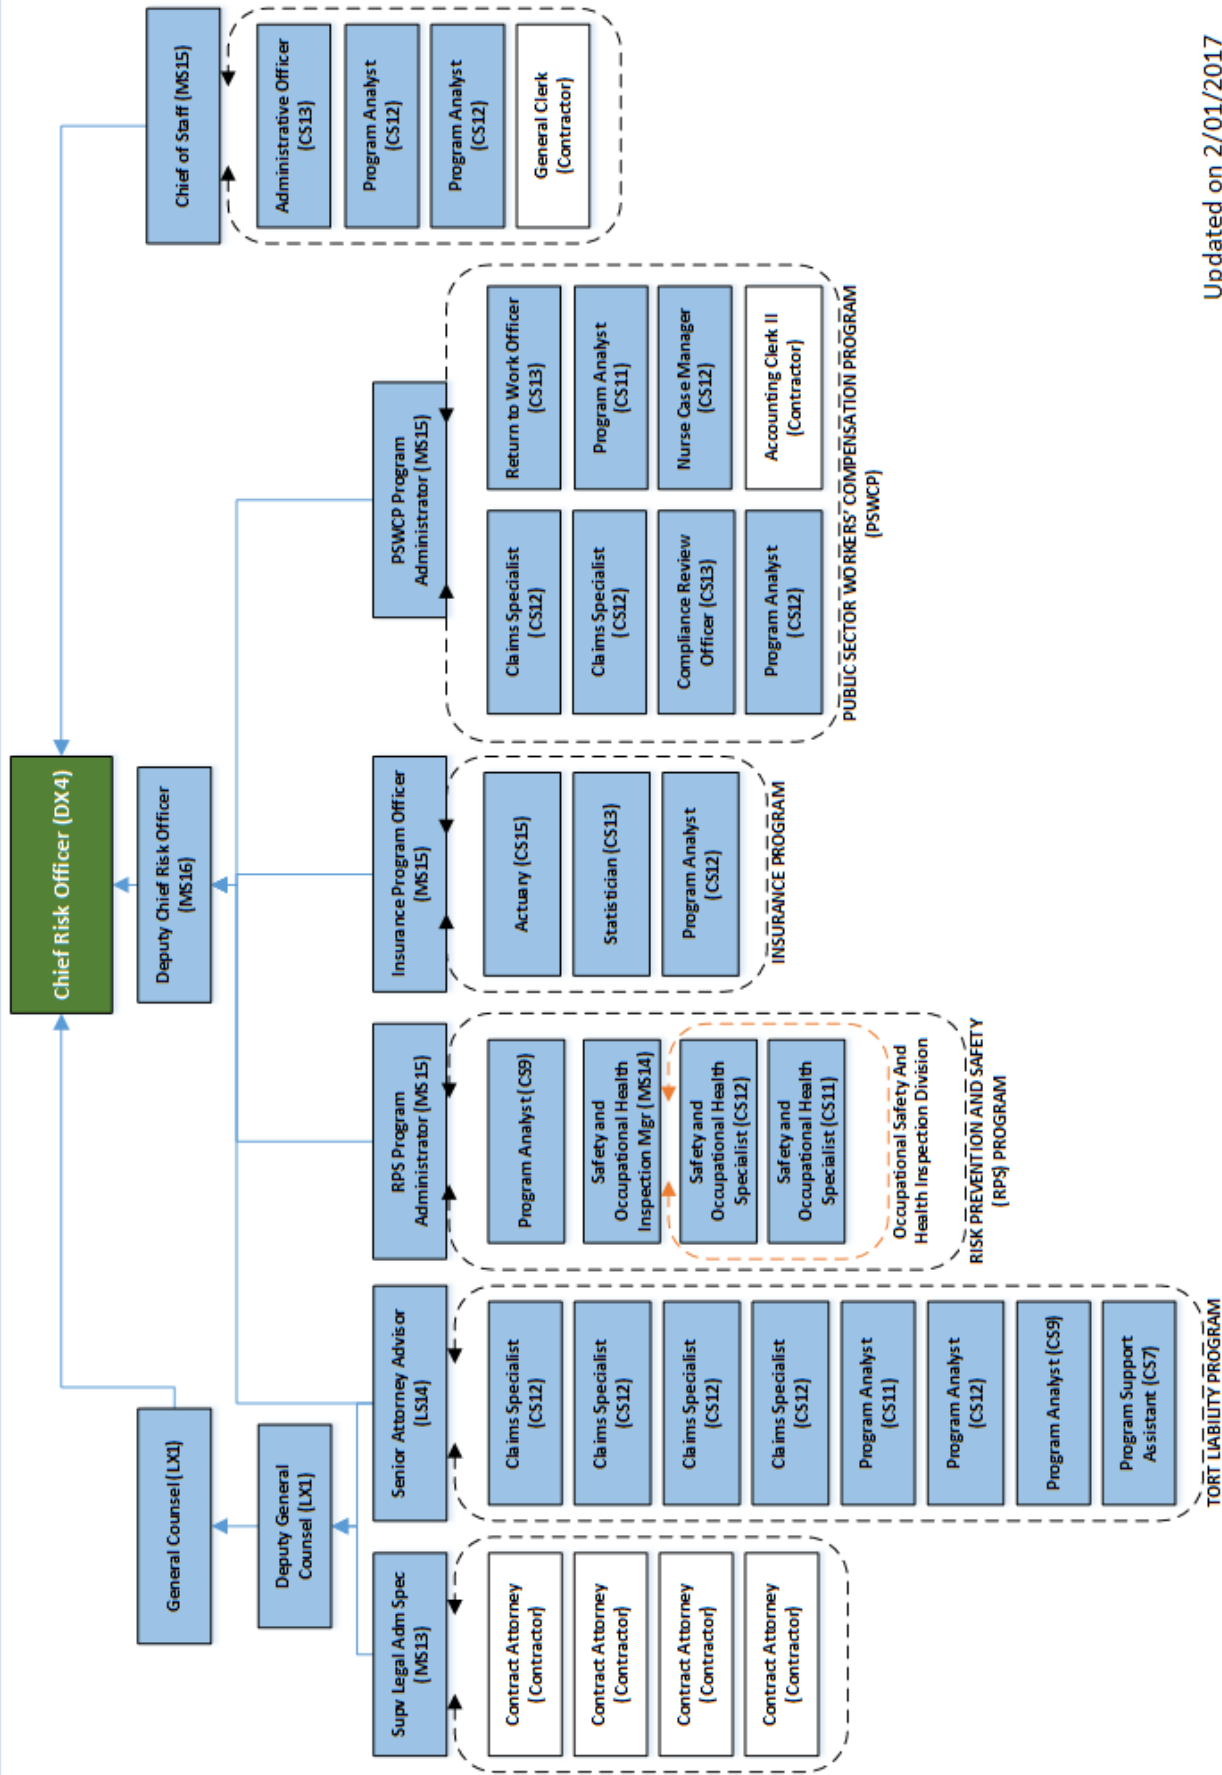 Chief Risk Officer (DX4)
General Counsel (LX1)
Deputy Chief Risk Officer
(MS16)
Chief of Staff (MS15)
Deputy General
Counsel (LX1)
Administrative Officer
(CS13)
Program Analyst
(CS12)
Program Analyst
(CS12)
General Clerk
(Contractor)
Supv Legal Adm Spec
(MS13)
Contract Attorney
(Contractor)
Contract Attorney
(Contractor)
Contract Attorney
(Contractor)
Contract Attorney
(Contractor)
Senior Attorney Advisor
(LS14)
Claims Specialist
(CS12)
Claims Specialist
(CS12)
Claims Specialist
(CS12)
Claims Specialist
(CS12)
Program Analyst
(CS11)
Program Analyst
(CS12)
Program Analyst (CS9)
Program Support
Assistant (CS7)
TORT LIABILITY PROGRAM
RPS Program
Administrator (MS15)
Program Analyst (CS9)
Safety and
Occupational Health
Inspection Mgr (MS14)
Safety and
Occupational Health
Specialist (CS12)
Safety and
Occupational Health
Specialist (CS11)
Occupational Safety And
Health Inspection Division
RISK PREVENTION AND SAFETY
(RPS) PROGRAM
Insurance Program Officer
(MS15)
Actuary (CS15)
Statistician (CS13)
Program Analyst
(CS12)
INSURANCE PROGRAM
PSWCP Program
Administrator (MS15)
Claims Specialist
(CS12)
Claims Specialist
(CS12)
Compliance Review
Officer (CS13)
Program Analyst
(CS12)
Return to Work Officer
(CS13)
Program Analyst
(CS11)
Nurse Case Manager
(CS12)
Accounting Clerk II
(Contractor)
PUBLIC SECTOR WORKERS' COMPENSATION PROGRAM
(PSWCP)
Updated on 2/01/2017